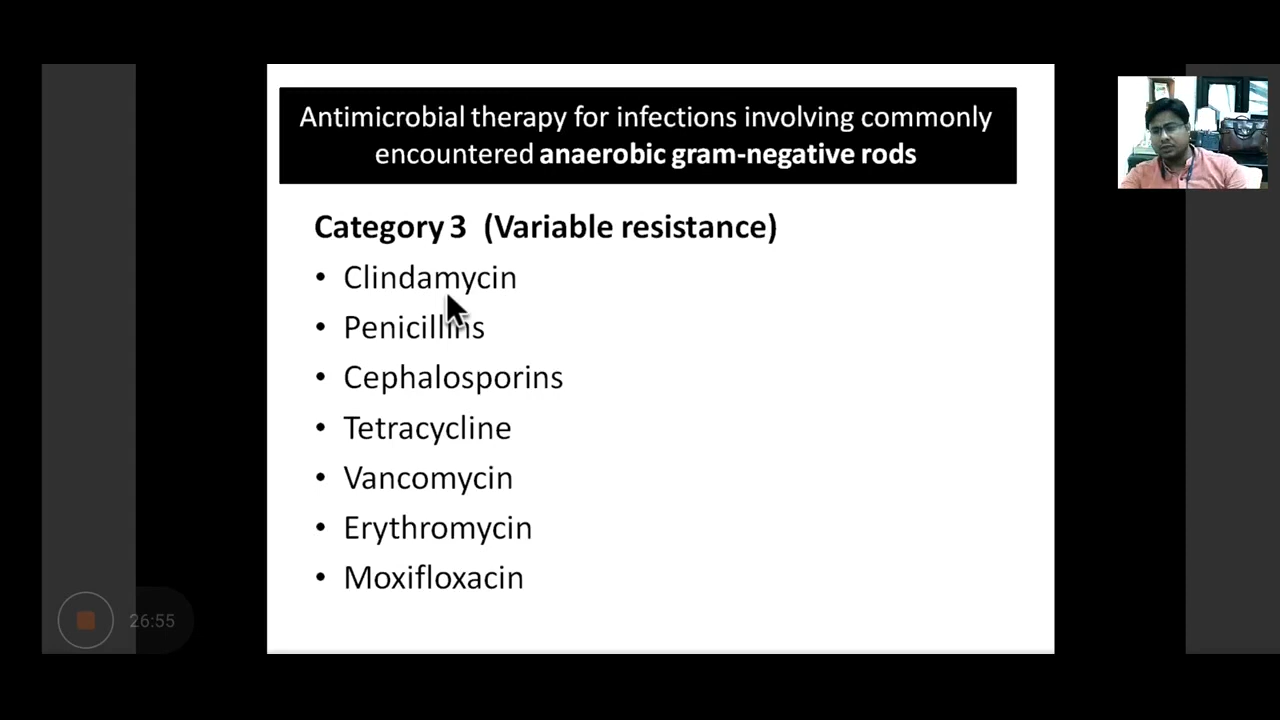 Antimicrobial therapy for infections involving commonly
encountered anaerobic gram-negative rods
Category 3 (Variable resistance)
• Clindamycin
• Penicillins
• Cephalosporins
• Tetracycline
• Vancomycin
• Erythromycin
• Moxifloxacin
26:55